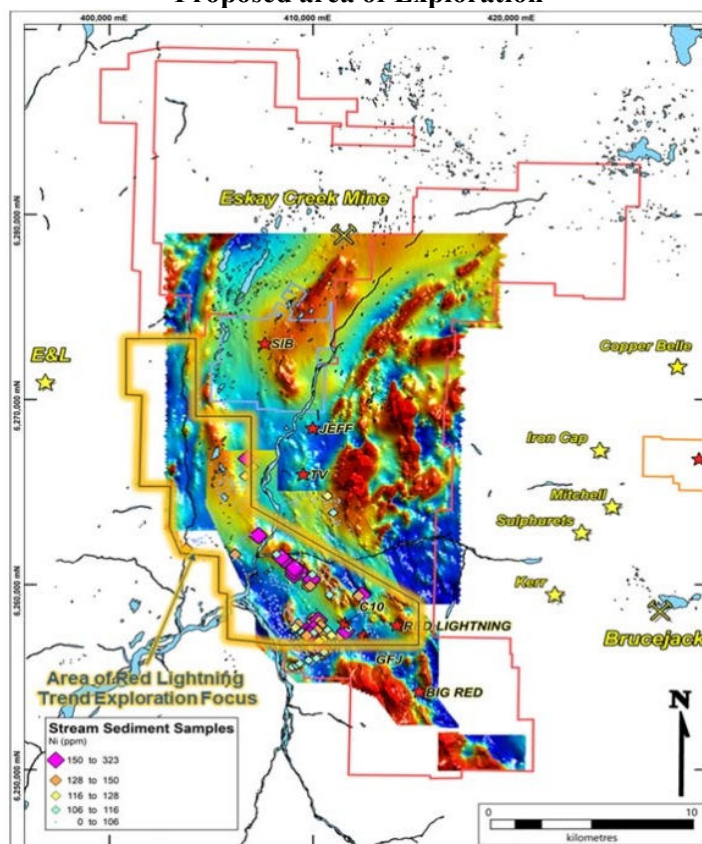 Proposed area of Exploration
400,000 mE
410,000 mE
420,000 mE
6,280,000 mN
6,270,000 mN
6,260,000 mN
6,250,000 mN
Eskay Creek Mine
SIB
E&L
Copper Belle
JEFF
Iron Cap
TV
Mitchell
Sulphurets
Kerr
C10
RED LIGHTNING
Brucejack
GFJ
Area of Red Lightning
Trend Exploration Focus
BIG RED
N
Stream Sediment Samples
Ni (ppm)
150 to 323
128 to 150
116 to 128
106 to 116
0 to 106
0
10
kilometres